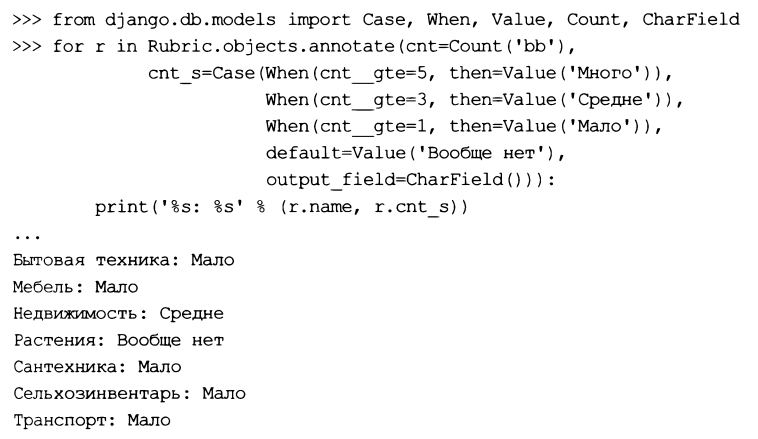 >>> from django.db.models import Case, When, Value, Count, CharField
>>> for r in Rubric.objects.annotate(cnt=Count('bb'),
            cnt_s=Case(When(cnt__gte=5, then=Value('Много')),
                       When(cnt__gte=3, then=Value('Средне')),
                       When(cnt__gte=1, then=Value('Мало')),
                       default=Value('Вообще нет'),
                       output_field=CharField())):
        print('%s: %s' % (r.name, r.cnt_s))
...
Бытовая техника: Мало
Мебель: Мало
Недвижимость: Средне
Растения: Вообще нет
Сантехника: Мало
Сельхозинвентарь: Мало
Транспорт: Мало